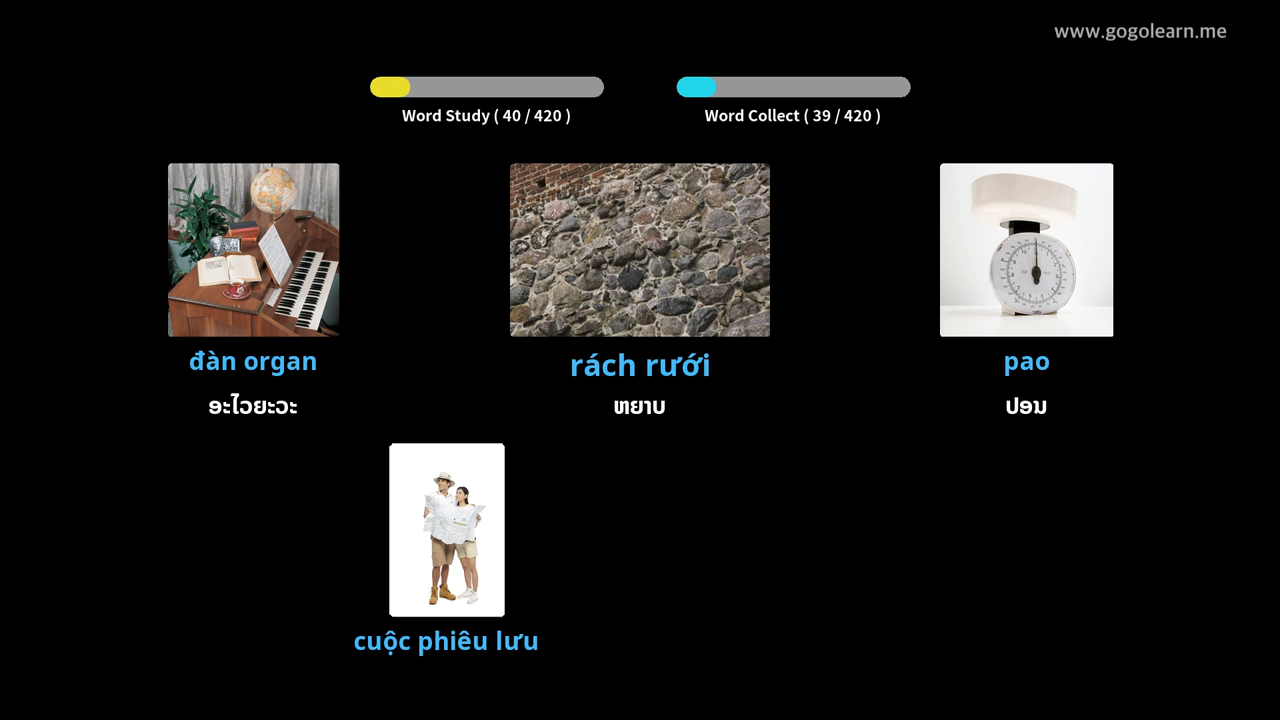 www.gogolearn.me
Word Study ( 40 / 420 )
Word Collect ( 39 / 420 )
đàn organ
rách rưới
pao
ອະໄວຍະວະ
ຫຍາບ
ປອນ
cuộc phiêu lưu